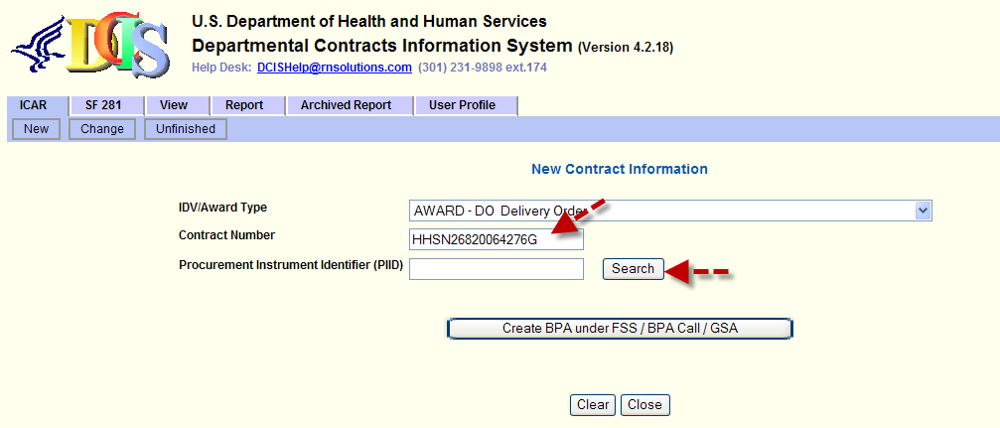 DCIS
U.S. Department of Health and Human Services
Departmental Contracts Information System (Version 4.2.18)
Help Desk: DCISHelp@rnsolutions.com (301) 231-9898 ext.174
ICAR SF 281 View Report Archived Report User Profile
New Change Unfinished
New Contract Information
IDV/Award Type AWARD - DO Delivery Order
Contract Number HHSN26820064276G
Procurement Instrument Identifier (PIID) Search
Create BPA under FSS / BPA Call / GSA
Clear Close